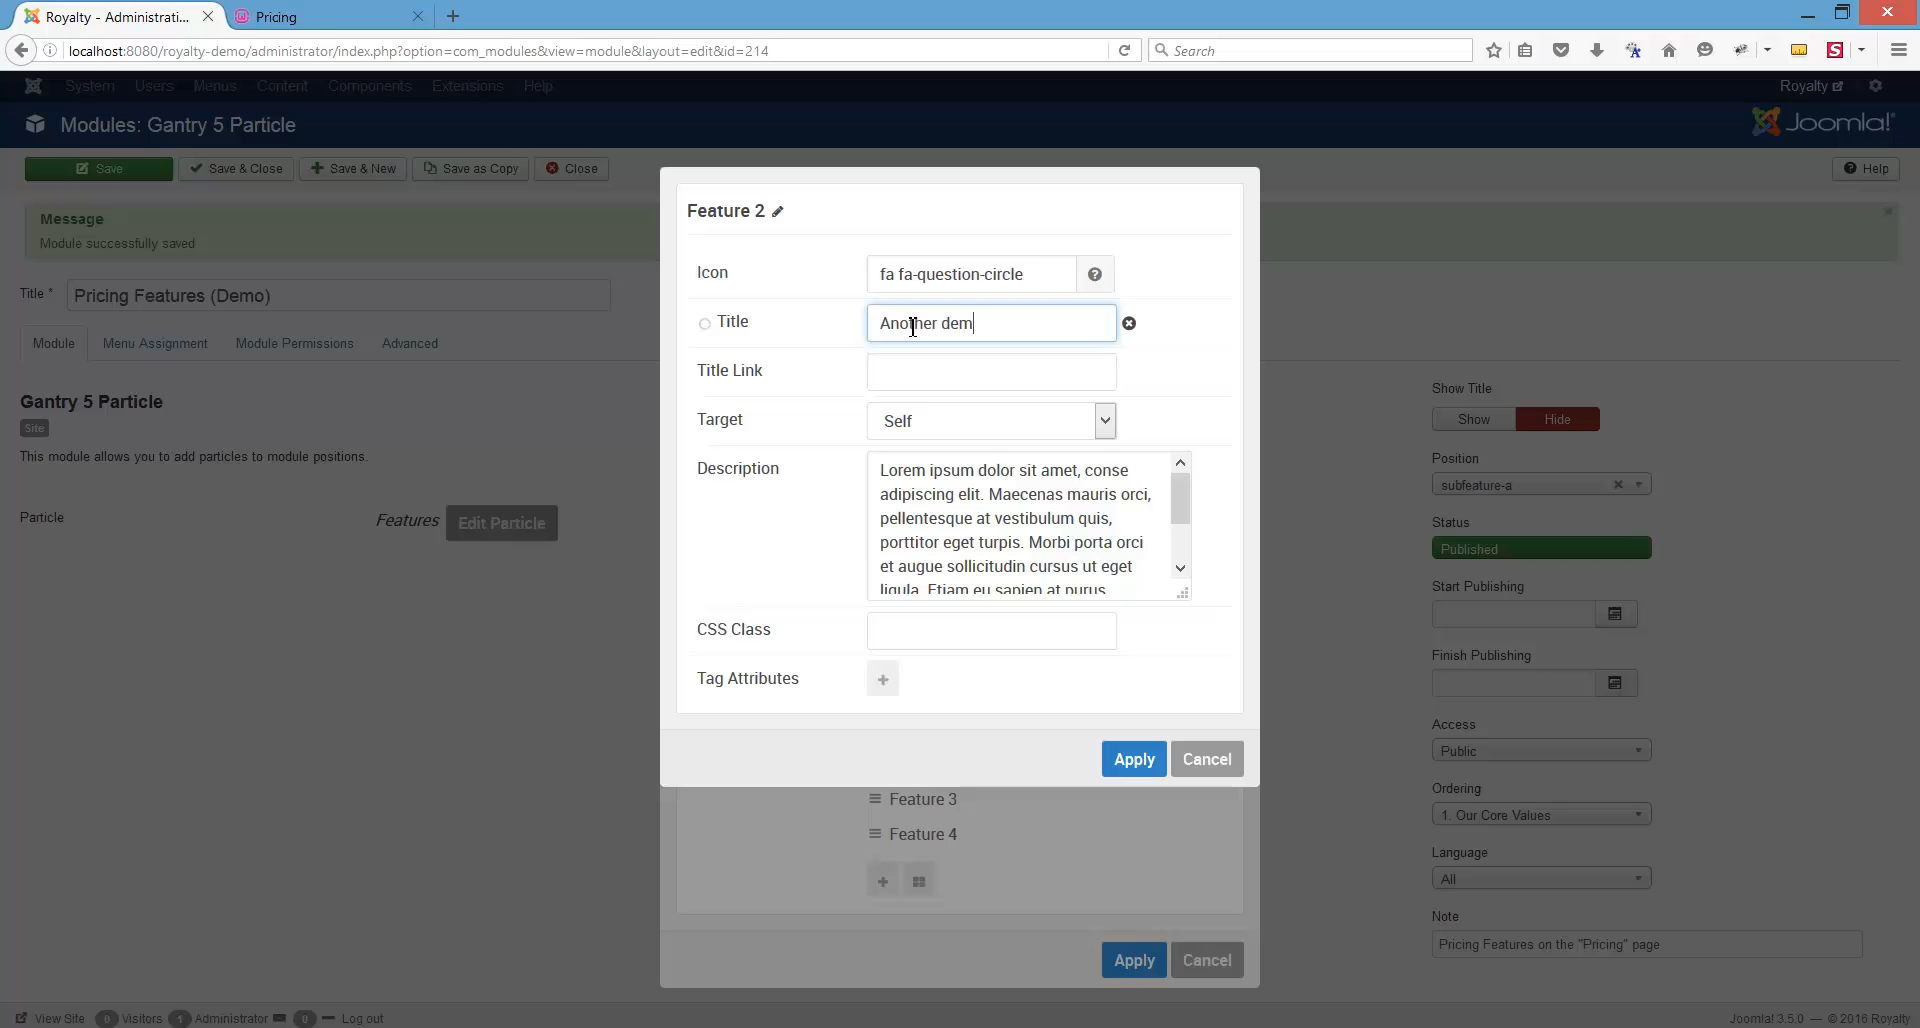 Royalty - Administrati...
Pricing
localhost:8080/royalty-demo/administrator/index.php?option=com_modules&view=module&layout=edit&id=214
Search
System Users Menus Content Components Extensions Help
Royalty
Modules: Gantry 5 Particle
Joomla!
Save
Save & Close
Save & New
Save as Copy
Close
Help
Message
Module successfully saved
Title *
Pricing Features (Demo)
Module
Menu Assignment
Module Permissions
Advanced
Gantry 5 Particle
Site
This module allows you to add particles to module positions.
Particle
Features
Edit Particle
Feature 2
Icon
fa fa-question-circle
Title
Another dem
Title Link
Target
Self
Description
Lorem ipsum dolor sit amet, conse
adipiscing elit. Maecenas mauris orci,
pellentesque at vestibulum quis,
porttitor eget turpis. Morbi porta orci
et augue sollicitudin cursus ut eget
ligula. Etiam eu sapien at purus
CSS Class
Tag Attributes
Apply
Cancel
Feature 3
Feature 4
Apply
Cancel
Show Title
Show
Hide
Position
subfeature-a
Status
Published
Start Publishing
Finish Publishing
Access
Public
Ordering
1. Our Core Values
Language
All
Note
Pricing Features on the "Pricing" page
View Site
0 Visitors
1 Administrator
0
Log out
Joomla! 3.5.0 — © 2016 Royalty